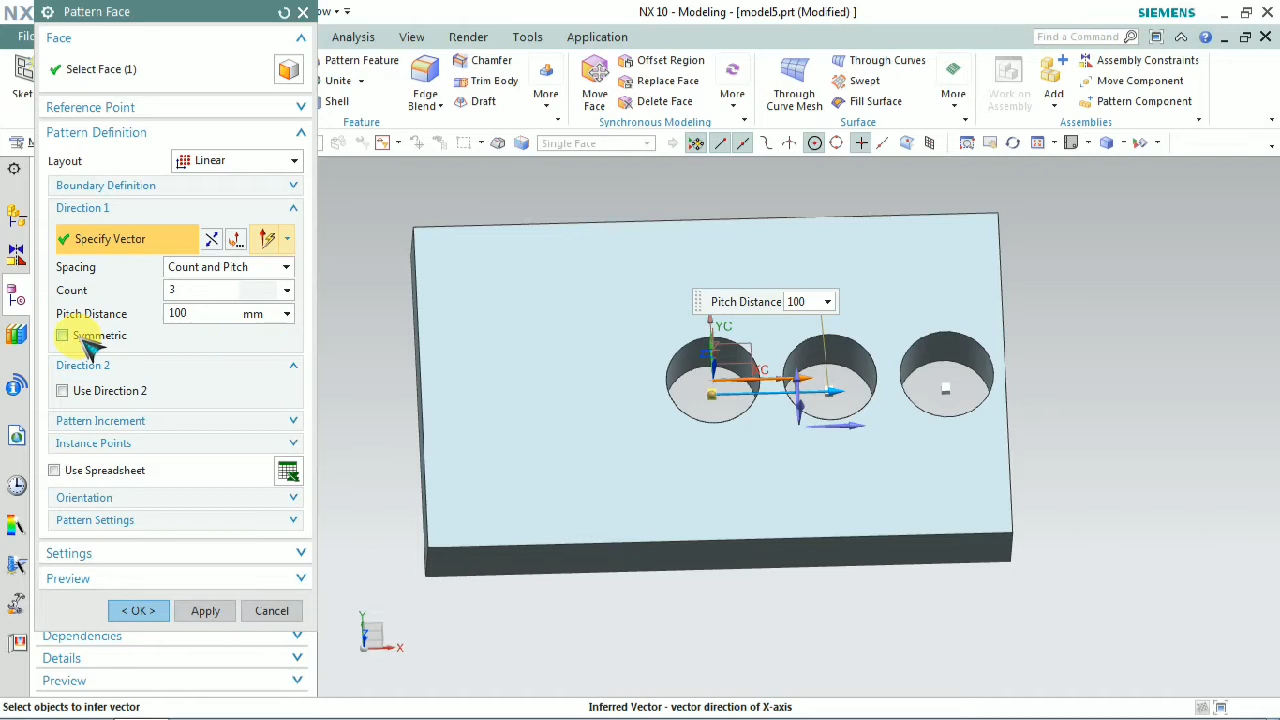 NX
Pattern Face
ow
NX 10 - Modeling - [model5.prt (Modified) ]
SIEMENS
Fil
Analysis
View
Render
Tools
Application
Find a Command
Face
Select Face (1)
Reference Point
Pattern Definition
Layout
Linear
Boundary Definition
Direction 1
Specify Vector
Spacing
Count and Pitch
Count
3
Pitch Distance
100
mm
Symmetric
Direction 2
Use Direction 2
Pattern Increment
Instance Points
Use Spreadsheet
Orientation
Pattern Settings
Settings
Preview
< OK >
Apply
Cancel
Dependencies
Details
Preview
Sket
Pattern Feature
Unite
Shell
Edge
Blend
Chamfer
Trim Body
Draft
More
Feature
Move
Face
Offset Region
Replace Face
Delete Face
More
Synchronous Modeling
Through
Curve Mesh
Through Curves
Swept
Fill Surface
More
Surface
Work on
Assembly
Add
Assembly Constraints
Move Component
Pattern Component
Assemblies
M
Single Face
Pitch Distance
100
YC
XC
Y
Z
X
Select objects to infer vector
Inferred Vector - vector direction of X-axis